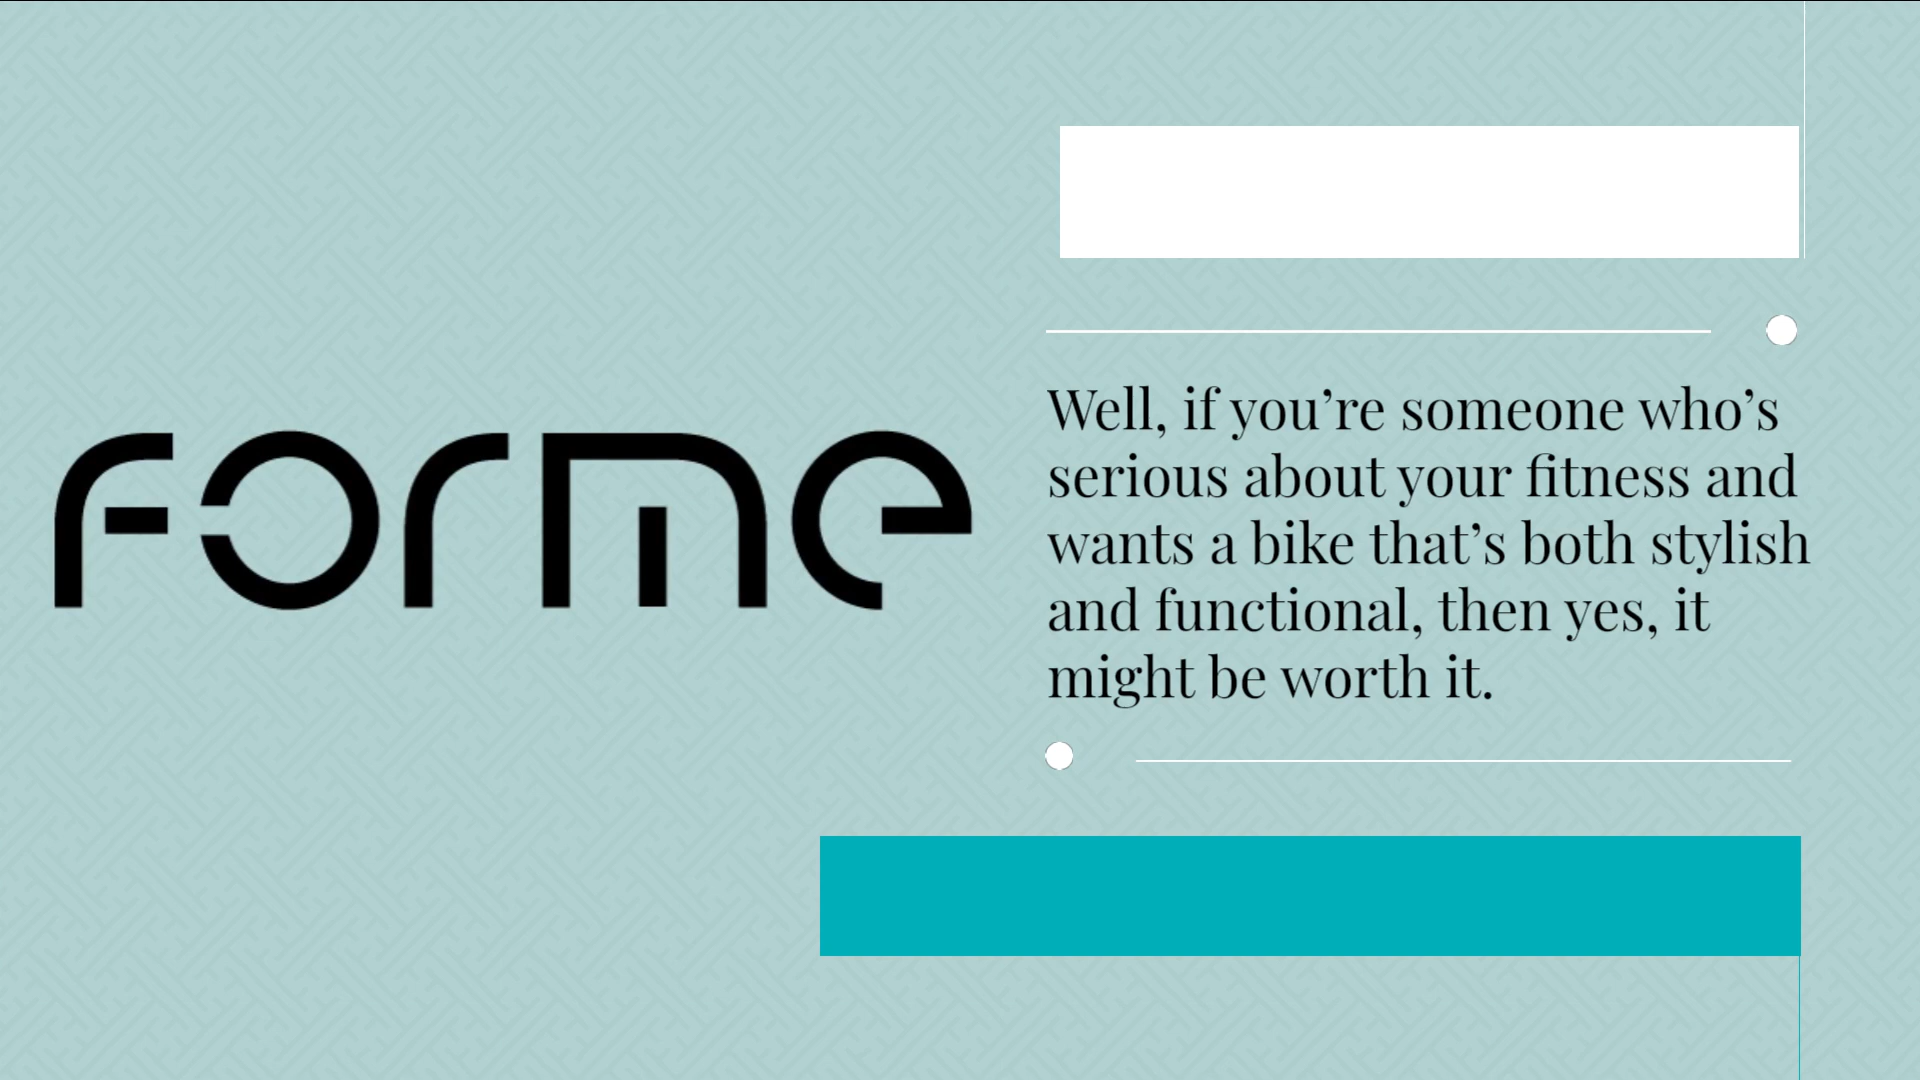 forme
Well, if you’re someone who’s
serious about your fitness and
wants a bike that’s both stylish
and functional, then yes, it
might be worth it.